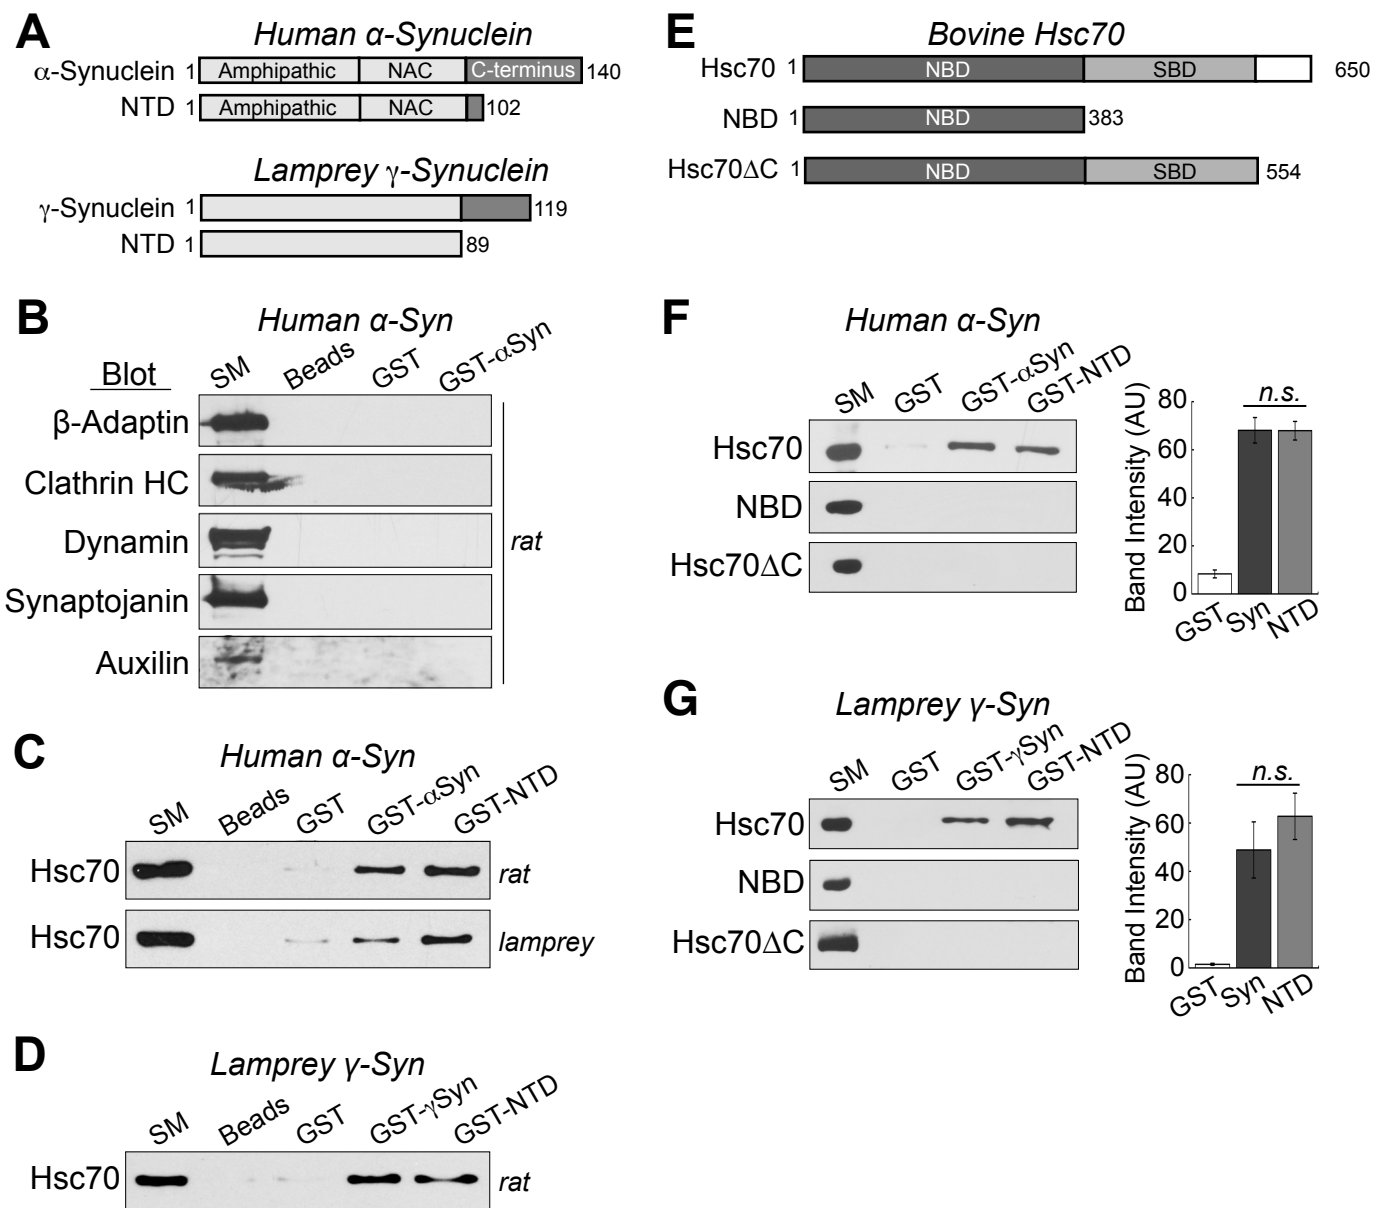 A
Human α-Synuclein
α-Synuclein 1 Amphipathic NAC C-terminus 140
NTD 1 Amphipathic NAC 102
Lamprey γ-Synuclein
γ-Synuclein 1 119
NTD 1 89
B
Human α-Syn
Blot SM Beads GST GST-αSyn
β-Adaptin
Clathrin HC
Dynamin
Synaptojanin
Auxilin
rat
C
Human α-Syn
SM Beads GST GST-αSyn GST-NTD
Hsc70 rat
Hsc70 lamprey
D
Lamprey γ-Syn
SM Beads GST GST-γSyn GST-NTD
Hsc70 rat
E
Bovine Hsc70
Hsc70 1 NBD SBD 650
NBD 1 NBD 383
Hsc70ΔC 1 NBD SBD 554
F
Human α-Syn
SM GST GST-αSyn GST-NTD
Hsc70
NBD
Hsc70ΔC
Band Intensity (AU)
80
60
40
20
0
n.s.
GST Syn NTD
G
Lamprey γ-Syn
SM GST GST-γSyn GST-NTD
Hsc70
NBD
Hsc70ΔC
Band Intensity (AU)
80
60
40
20
0
n.s.
GST Syn NTD